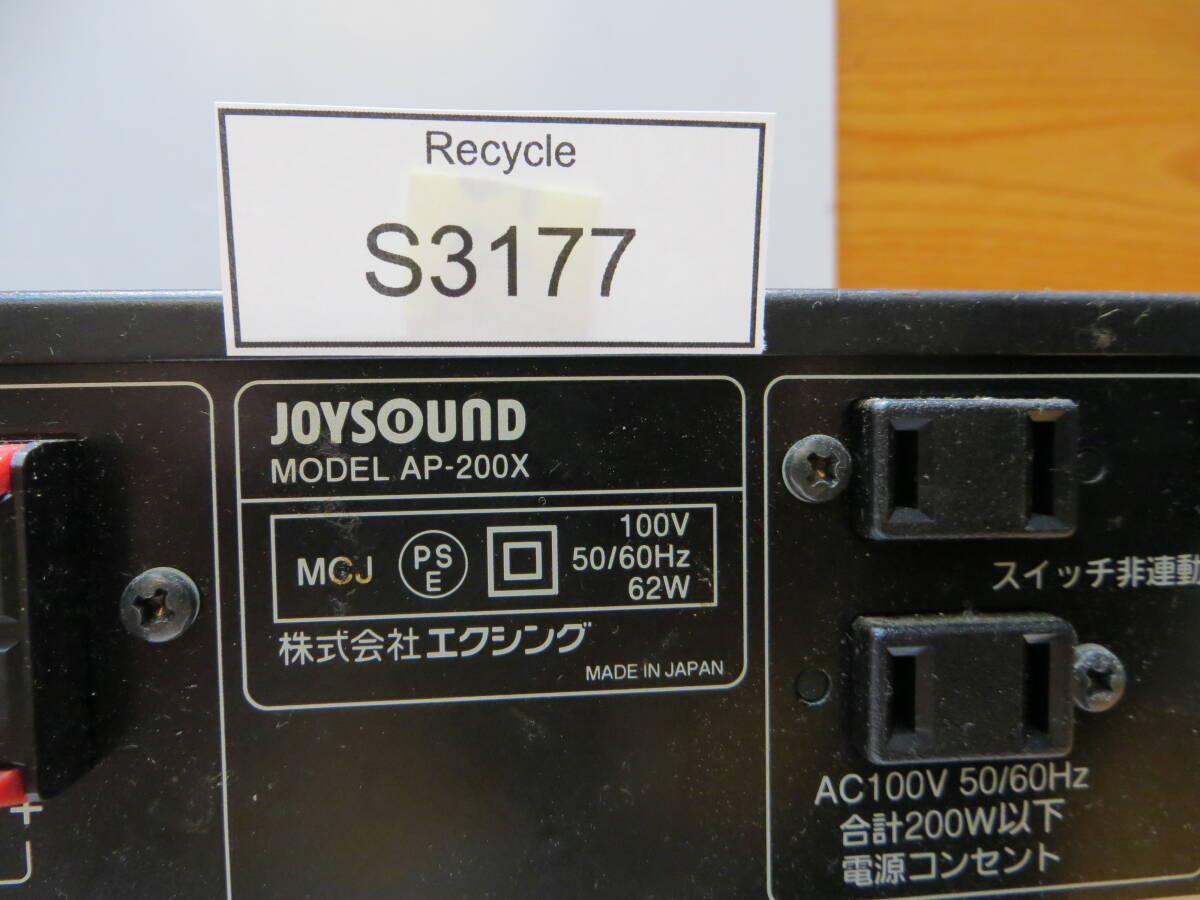 Recycle
S3177
JOYSOUND
MODEL AP-200X
MCJ
PS
E
100V
50/60Hz
62W
株式会社エクシング
MADE IN JAPAN
スイッチ非連動
AC100V 50/60Hz
合計200W以下
電源コンセント
+